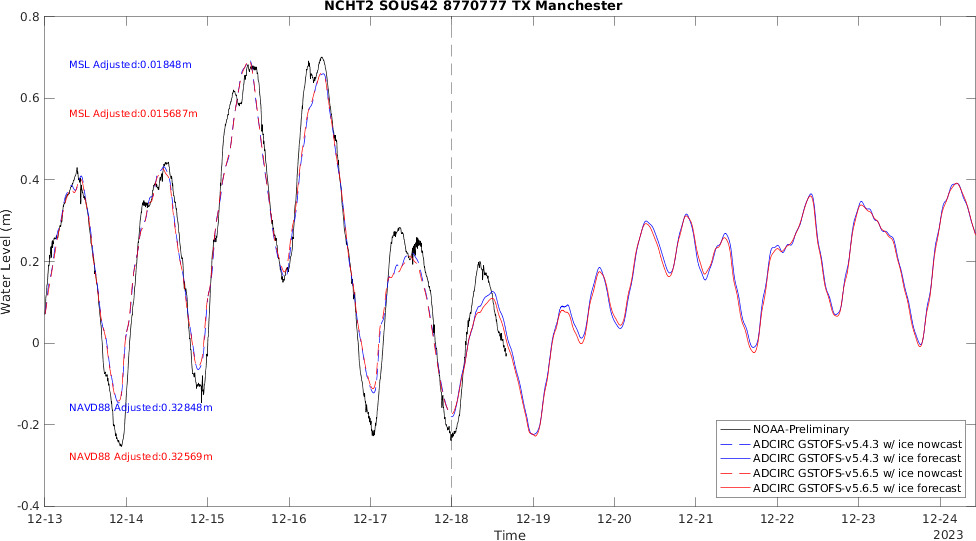 NCHT2 SOUS42 8770777 TX Manchester
0.8
MSL Adjusted:0.01848m
0.6
MSL Adjusted:0.015687m
0.4
0.2
Water Level (m)
0
NAVD88 Adjusted:0.32848m
-0.2
NAVD88 Adjusted:0.32569m
-0.4
NOAA-Preliminary
ADCIRC GSTOFS-v5.4.3 w/ ice nowcast
ADCIRC GSTOFS-v5.4.3 w/ ice forecast
ADCIRC GSTOFS-v5.6.5 w/ ice nowcast
ADCIRC GSTOFS-v5.6.5 w/ ice forecast
12-13 12-14 12-15 12-16 12-17 12-18 12-19 12-20 12-21 12-22 12-23 12-24
Time
2023